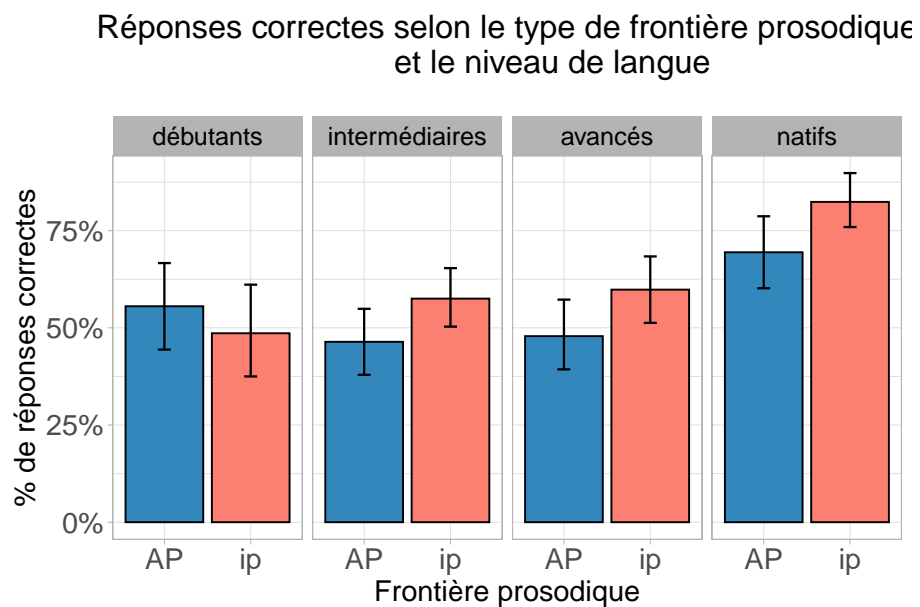 Réponses correctes selon le type de frontière prosodique
et le niveau de langue
débutants intermédiaires avancés natifs
% de réponses correctes
75%
50%
25%
0%
AP ip AP ip AP ip AP ip
Frontière prosodique